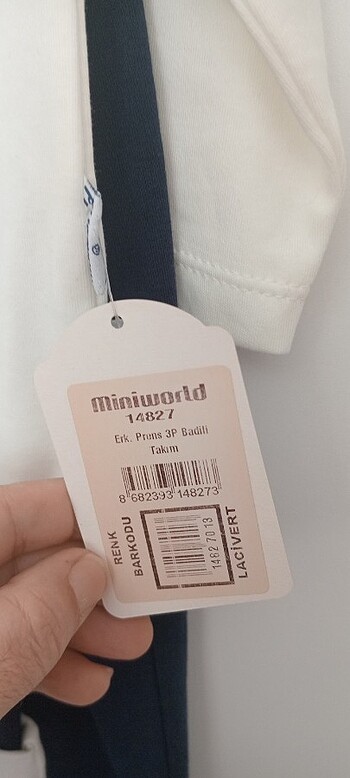 Miniworld
14827
Erk. Prens 3P Badili
Takım
8 682393 148273
RENK
BARKODU
14827013
LACİVERT